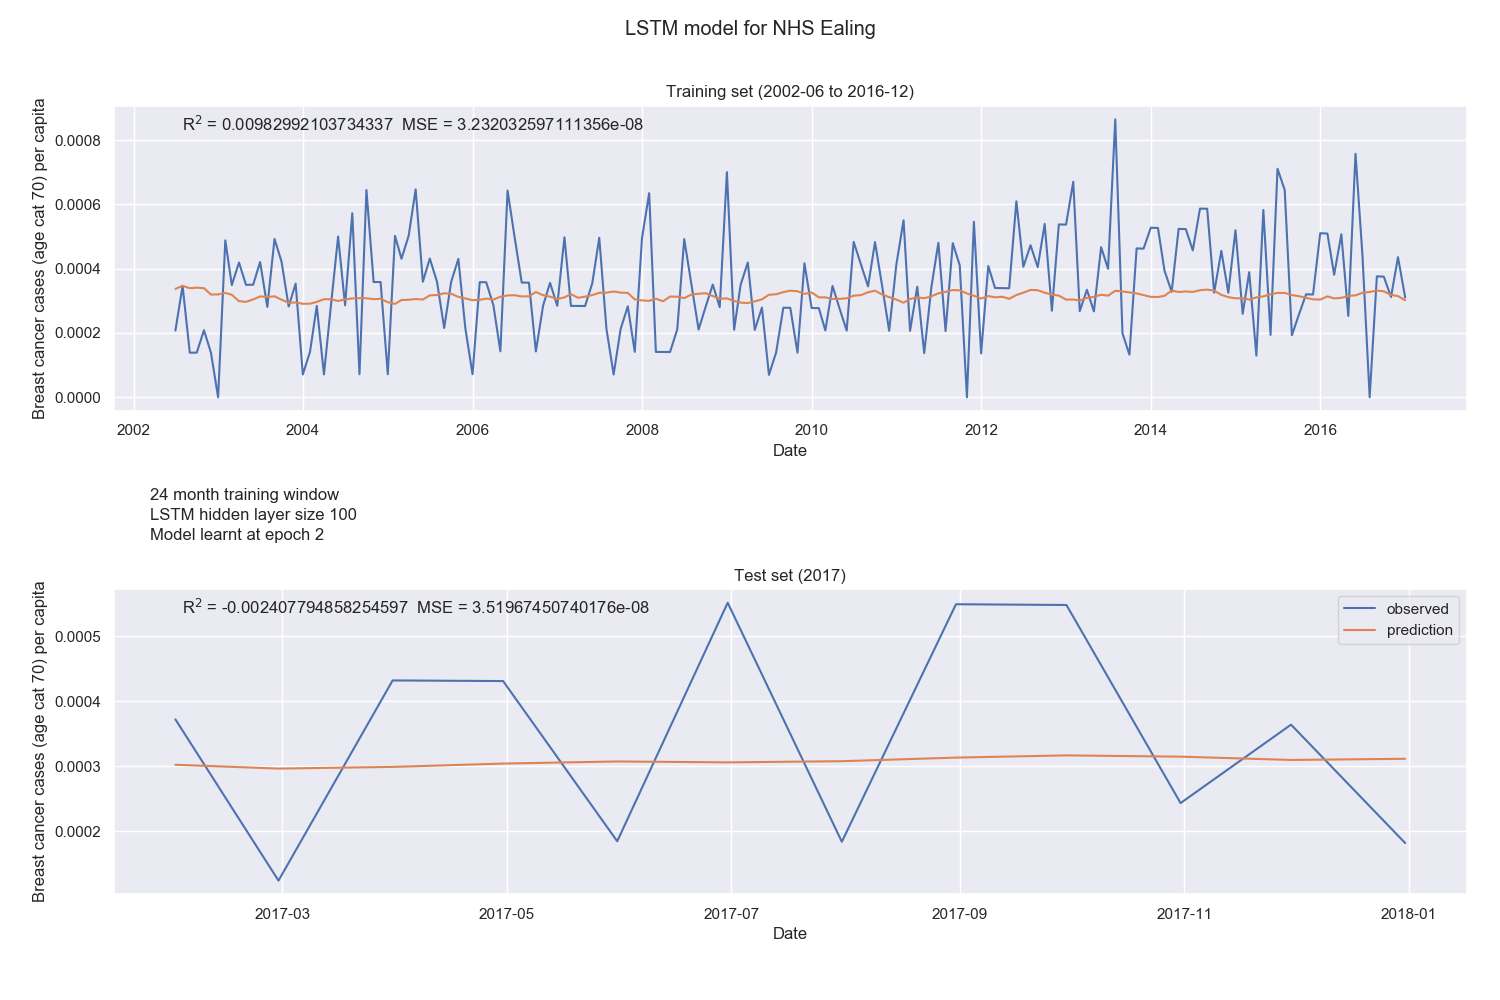 LSTM model for NHS Ealing
Training set (2002-06 to 2016-12)
R² = 0.00982992103734337 MSE = 3.232032597111356e-08
Breast cancer cases (age cat 70) per capita
0.0008
0.0006
0.0004
0.0002
0.0000
2002 2004 2006 2008 2010 2012 2014 2016
Date
24 month training window
LSTM hidden layer size 100
Model learnt at epoch 2
Test set (2017)
R² = -0.002407794858254597 MSE = 3.51967450740176e-08
observed
prediction
Breast cancer cases (age cat 70) per capita
0.0005
0.0004
0.0003
0.0002
2017-03 2017-05 2017-07 2017-09 2017-11 2018-01
Date